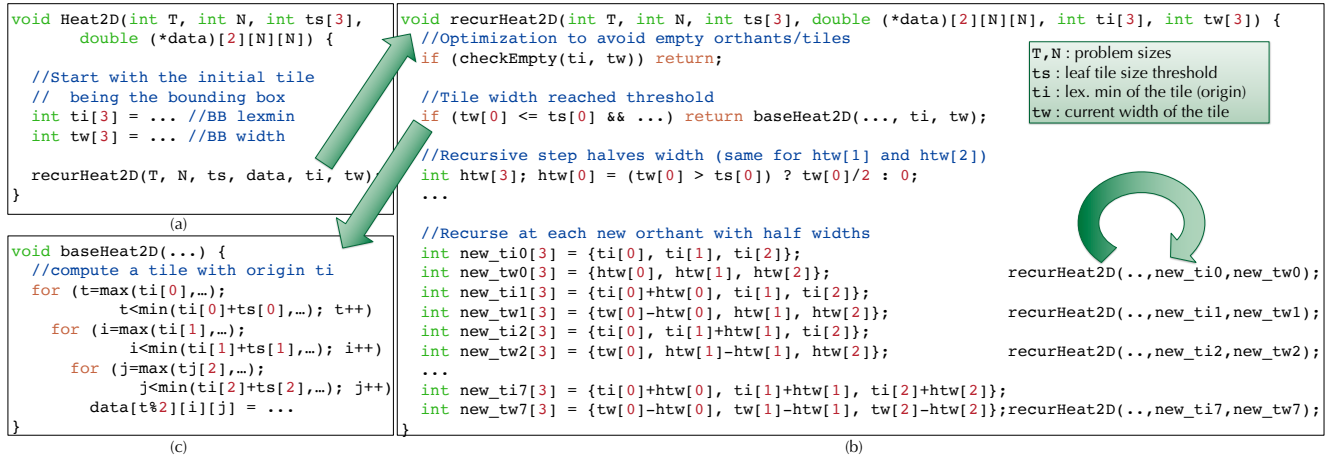 void Heat2D(int T, int N, int ts[3],
double (*data)[2][N][N]) {
//Start with the initial tile
// being the bounding box
int ti[3] = ... //BB lexmin
int tw[3] = ... //BB width
recurHeat2D(T, N, ts, data, ti, tw);
}
(a)
void baseHeat2D(...) {
//compute a tile with origin ti
for (t=max(ti[0],…);
t<min(ti[0]+ts[0],…); t++)
for (i=max(ti[1],…);
i<min(ti[1]+ts[1],…); i++)
for (j=max(tj[2],…);
j<min(ti[2]+ts[2],…); j++)
data[t%2][i][j] = ...
}
(c)
void recurHeat2D(int T, int N, int ts[3], double (*data)[2][N][N], int ti[3], int tw[3]) {
//Optimization to avoid empty orthants/tiles
if (checkEmpty(ti, tw)) return;
//Tile width reached threshold
if (tw[0] <= ts[0] && ...) return baseHeat2D(..., ti, tw);
//Recursive step halves width (same for htw[1] and htw[2])
int htw[3]; htw[0] = (tw[0] > ts[0]) ? tw[0]/2 : 0;
...
//Recurse at each new orthant with half widths
int new_ti0[3] = {ti[0], ti[1], ti[2]};
int new_tw0[3] = {htw[0], htw[1], htw[2]}; recurHeat2D(..,new_ti0,new_tw0);
int new_ti1[3] = {ti[0]+htw[0], ti[1], ti[2]};
int new_tw1[3] = {tw[0]-htw[0], htw[1], htw[2]}; recurHeat2D(..,new_ti1,new_tw1);
int new_ti2[3] = {ti[0], ti[1]+htw[1], ti[2]};
int new_tw2[3] = {tw[0], htw[1]-htw[1], htw[2]}; recurHeat2D(..,new_ti2,new_tw2);
...
int new_ti7[3] = {ti[0]+htw[0], ti[1]+htw[1], ti[2]+htw[2]};
int new_tw7[3] = {tw[0]-htw[0], tw[1]-htw[1], tw[2]-htw[2]};recurHeat2D(..,new_ti7,new_tw7);
}
(b)
T,N : problem sizes
ts : leaf tile size threshold
ti : lex. min of the tile (origin)
tw : current width of the tile